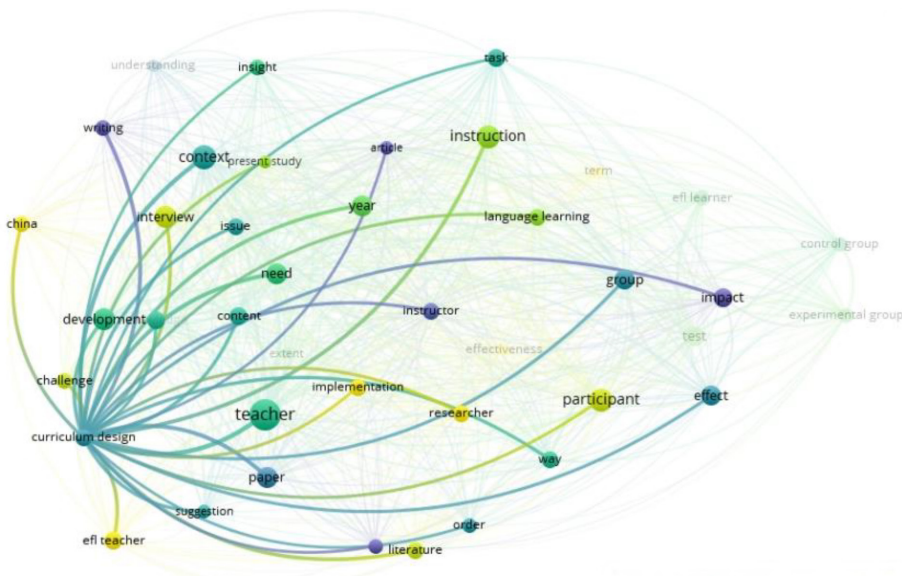 understanding
insight
task
writing
article
instruction
context
present study
term
efl learner
year
interview
language learning
china
issue
control group
need
group
impact
development
content
instructor
experimental group
test
extent
effectiveness
challenge
implementation
participant
effect
teacher
researcher
curriculum design
way
paper
suggestion
order
efl teacher
literature